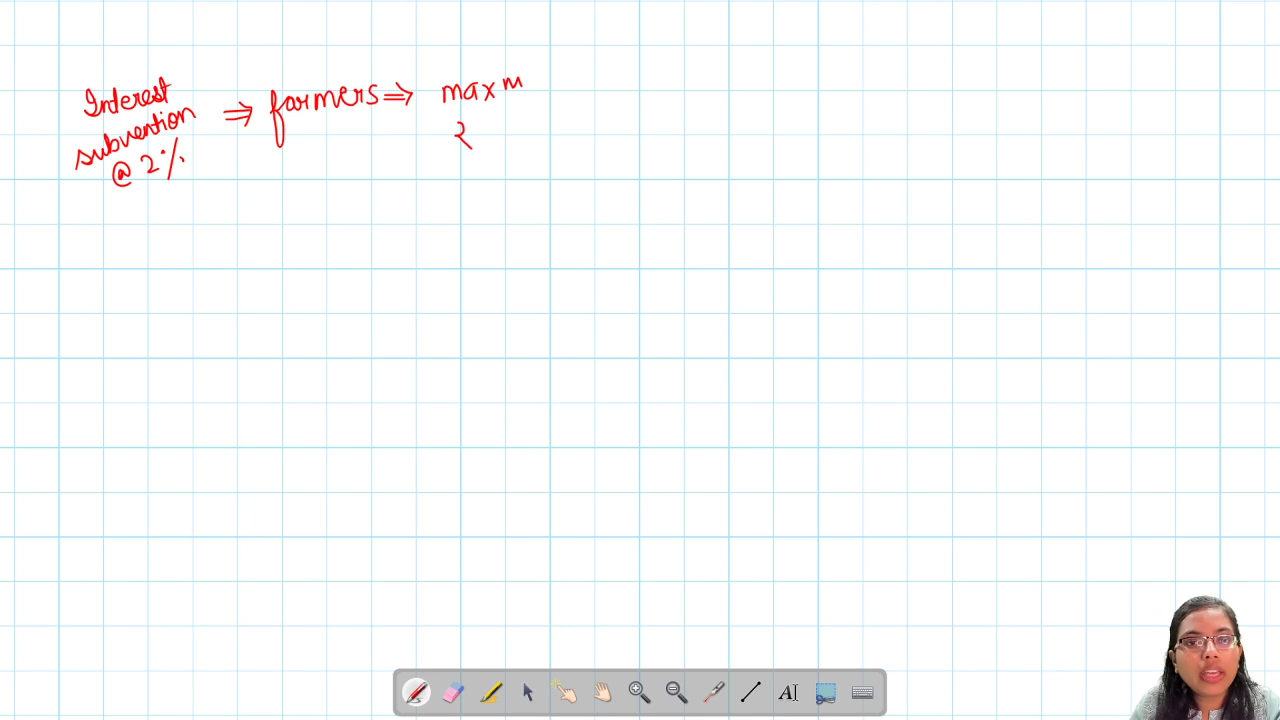 Interest
subvention
@ 2%
⇒ farmers ⇒ maxm
₹